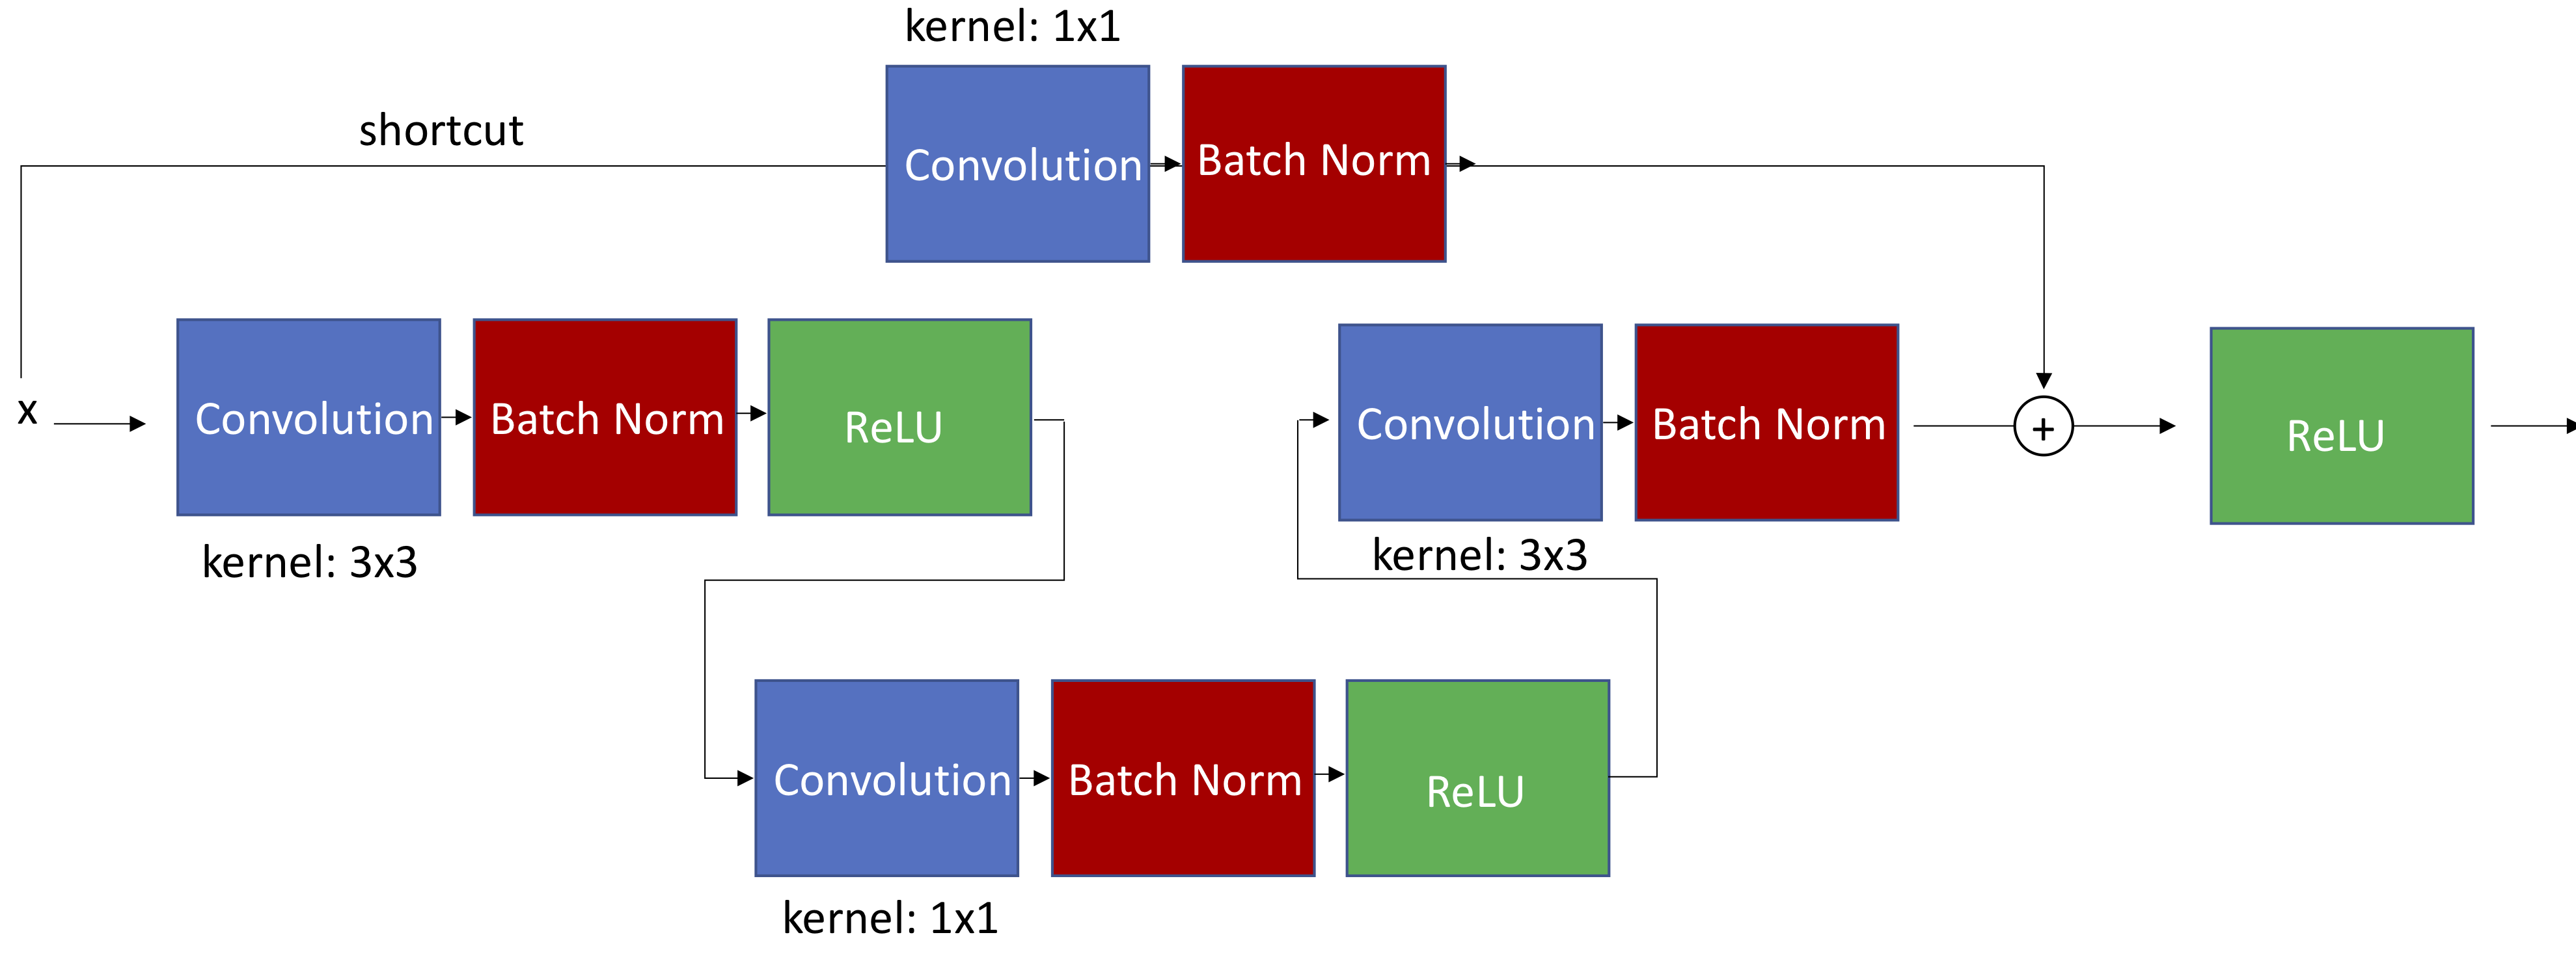 kernel: 1x1
shortcut
Convolution
Batch Norm
x
Convolution
Batch Norm
ReLU
kernel: 3x3
Convolution
Batch Norm
ReLU
kernel: 1x1
Convolution
Batch Norm
kernel: 3x3
+
ReLU